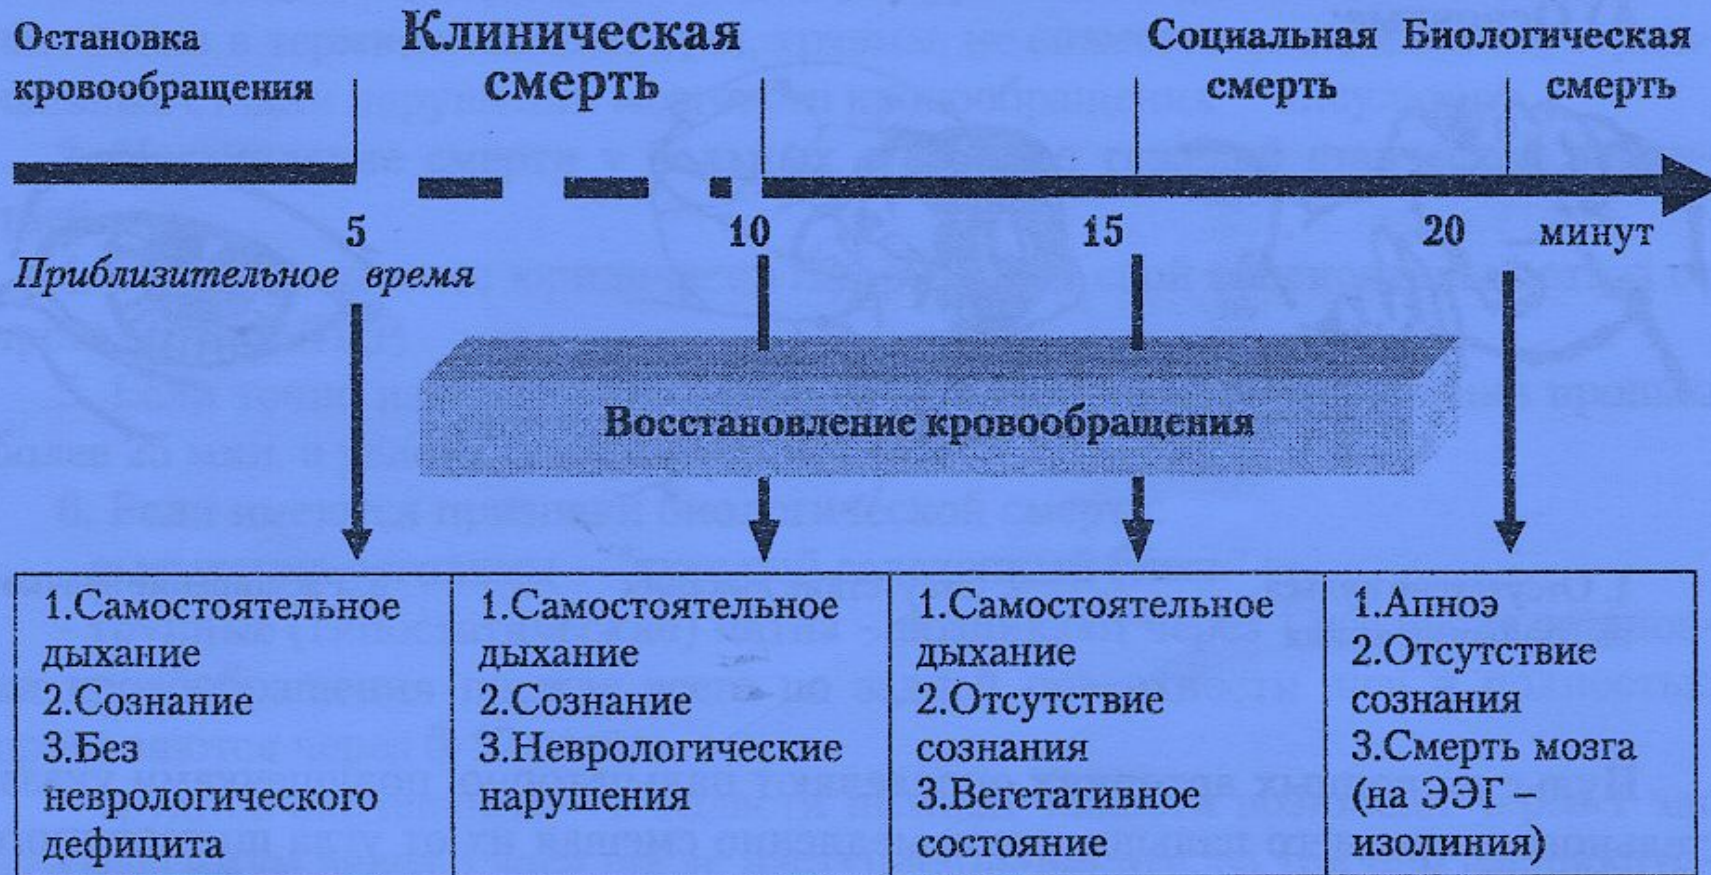 Остановка
кровообращения
Клиническая
смерть
Социальная
смерть
Биологическая
смерть
5 10 15 20 минут
Приблизительное время
Восстановление кровообращения
1.Самостоятельное
дыхание
2.Сознание
3.Без
неврологического
дефицита
1.Самостоятельное
дыхание
2.Сознание
3.Неврологические
нарушения
1.Самостоятельное
дыхание
2.Отсутствие
сознания
3.Вегетативное
состояние
1.Апноэ
2.Отсутствие
сознания
3.Смерть мозга
(на ЭЭГ –
изолиния)